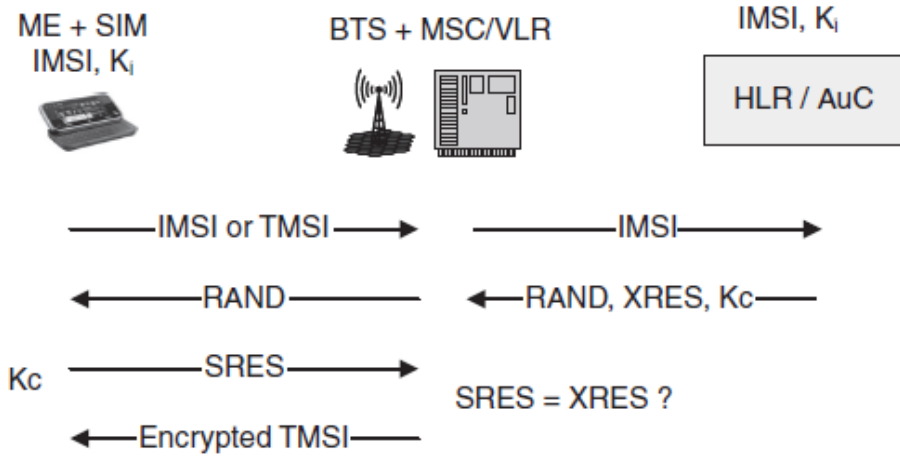 ME + SIM
IMSI, Ki
BTS + MSC/VLR
IMSI, Ki
HLR / AuC
IMSI or TMSI
IMSI
RAND
RAND, XRES, Kc
SRES
Kc
SRES = XRES ?
Encrypted TMSI